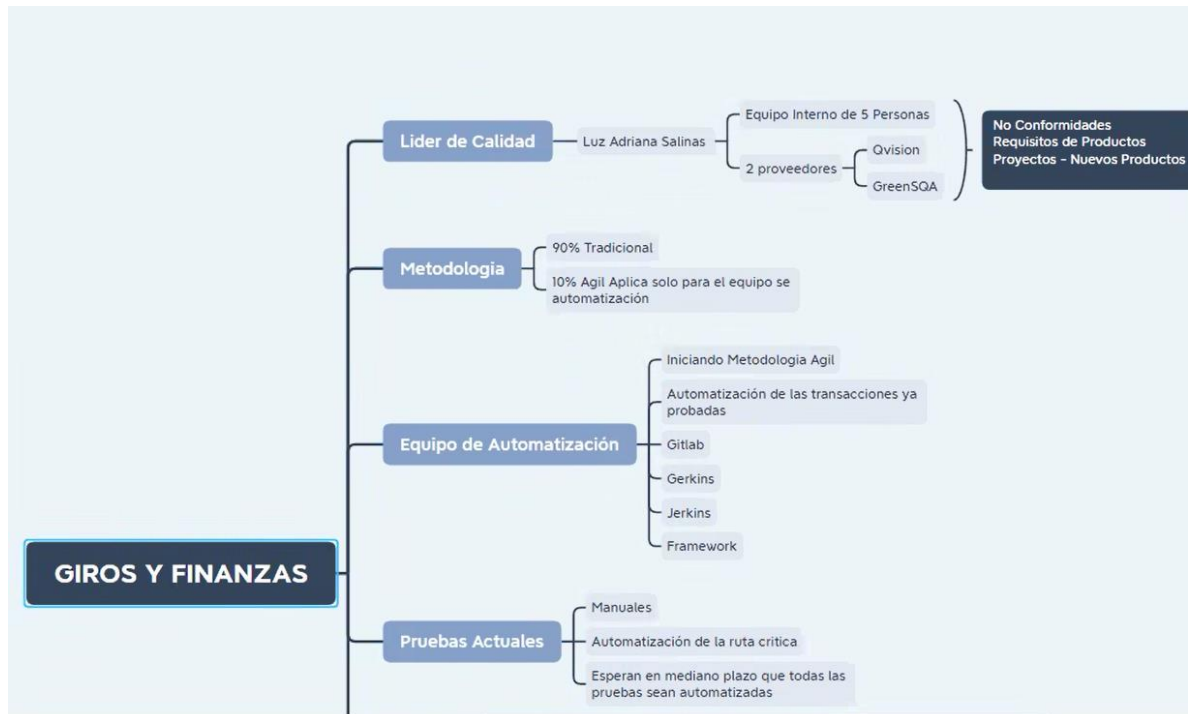 Lider de Calidad
Luz Adriana Salinas
Equipo Interno de 5 Personas
2 proveedores
Qvision
GreenSQA
No Conformidades
Requisitos de Productos
Proyectos - Nuevos Productos
Metodologia
90% Tradicional
10% Agil Aplica solo para el equipo se
automatización
Equipo de Automatización
Iniciando Metodologia Agil
Automatización de las transacciones ya
probadas
Gitlab
Gerkins
Jerkins
Framework
GIROS Y FINANZAS
Pruebas Actuales
Manuales
Automatización de la ruta critica
Esperan en mediano plazo que todas las
pruebas sean automatizadas